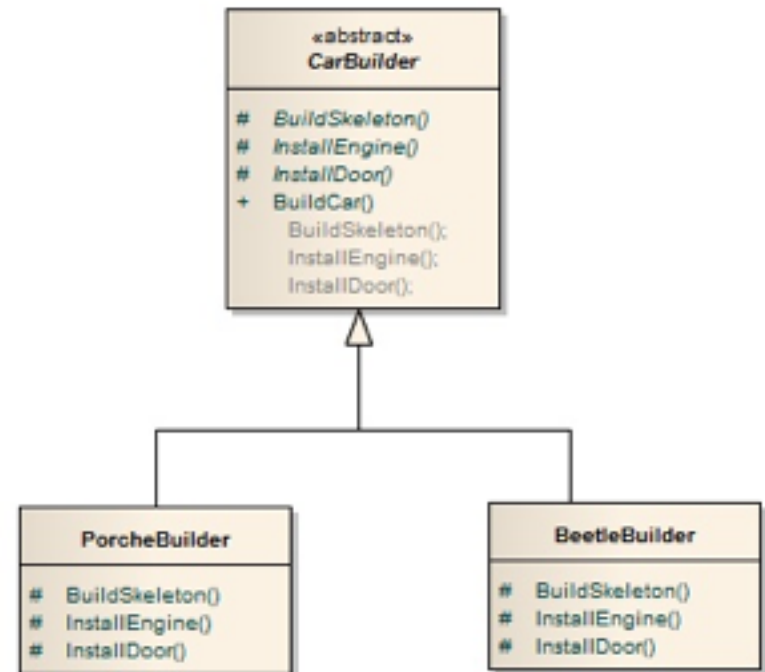 «abstract»
CarBuilder
# BuildSkeleton()
# InstallEngine()
# InstallDoor()
+ BuildCar()
BuildSkeleton();
InstallEngine();
InstallDoor();
PorcheBuilder
# BuildSkeleton()
# InstallEngine()
# InstallDoor()
BeetleBuilder
# BuildSkeleton()
# InstallEngine()
# InstallDoor()